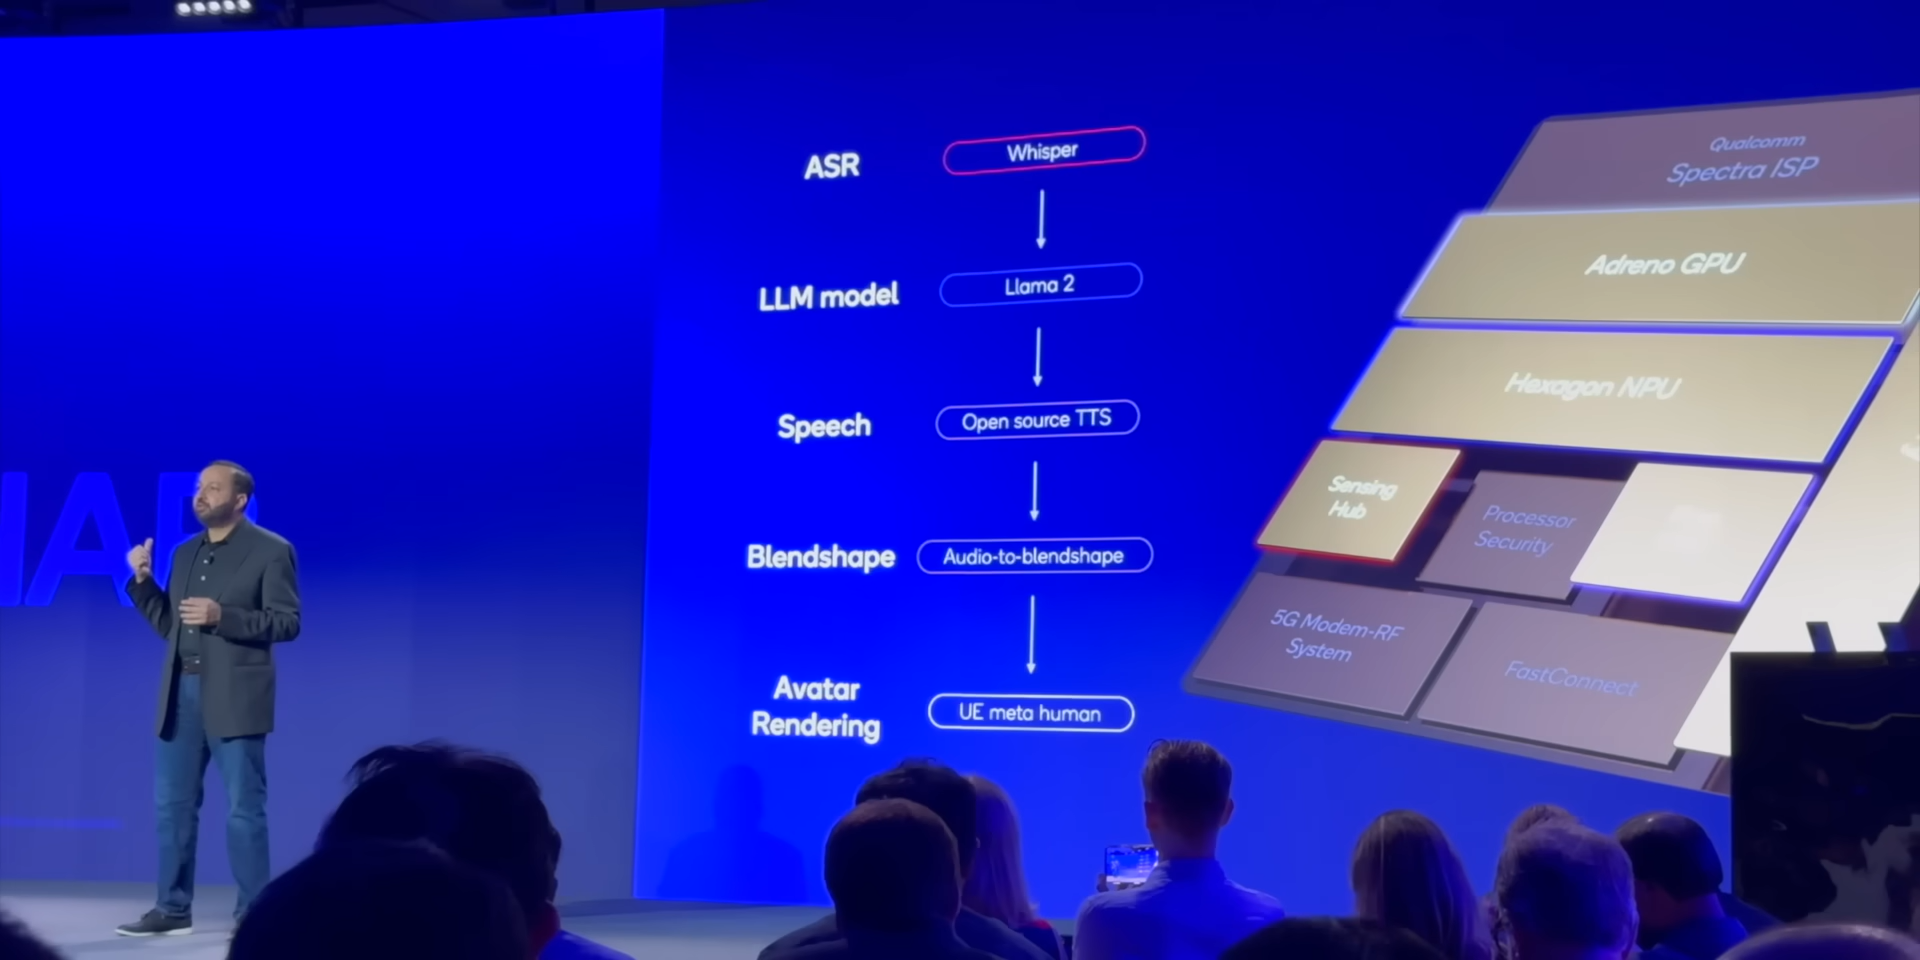 ASR
Whisper
LLM model
Llama 2
Speech
Open source TTS
Blendshape
Audio-to-blendshape
Avatar
Rendering
UE meta human
Qualcomm
Spectra ISP
Adreno GPU
Hexagon NPU
Sensing
Hub
Processor
Security
5G Modem-RF
System
FastConnect